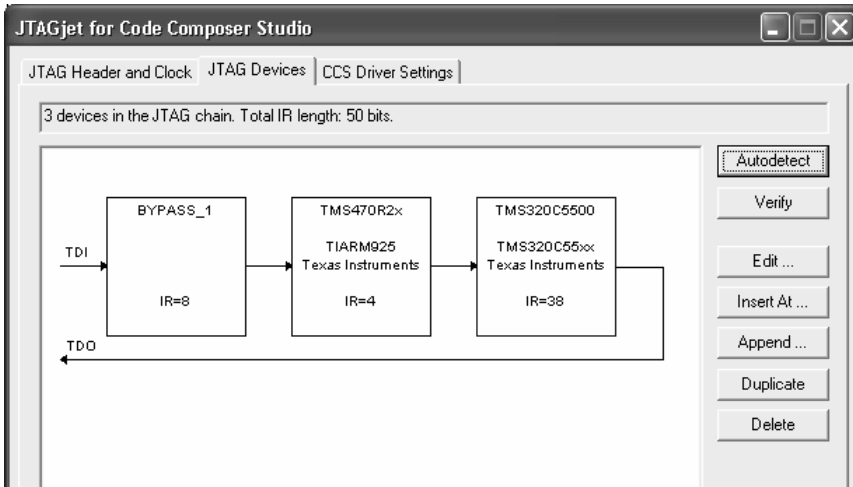 JTAGjet for Code Composer Studio
JTAG Header and Clock JTAG Devices CCS Driver Settings
3 devices in the JTAG chain. Total IR length: 50 bits.
Autodetect
Verify
Edit ...
Insert At ...
Append ...
Duplicate
Delete
TDI
BYPASS_1
IR=8
TMS470R2x
TIARM925
Texas Instruments
IR=4
TMS320C5500
TMS320C55xx
Texas Instruments
IR=38
TDO